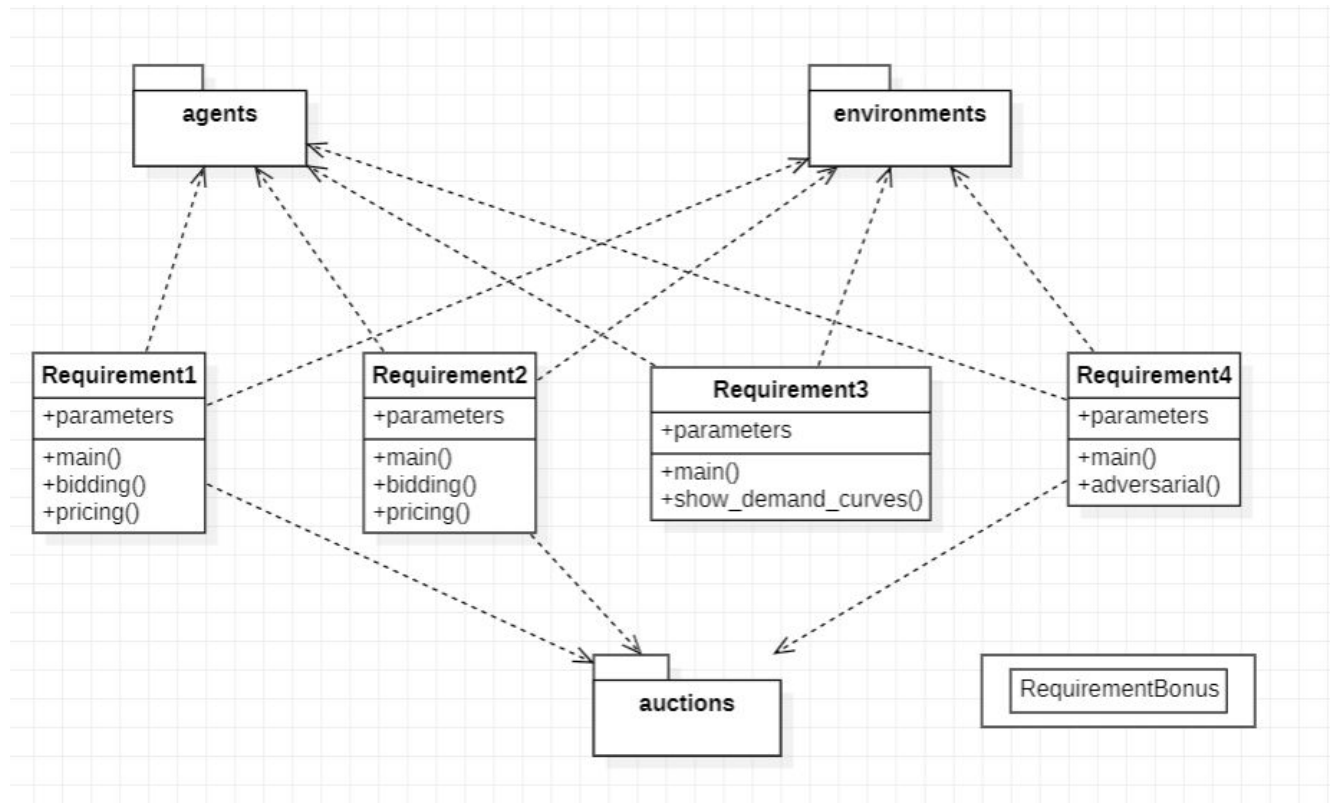 agents
environments
Requirement1
+parameters
+main()
+bidding()
+pricing()
Requirement2
+parameters
+main()
+bidding()
+pricing()
Requirement3
+parameters
+main()
+show_demand_curves()
Requirement4
+parameters
+main()
+adversarial()
auctions
RequirementBonus